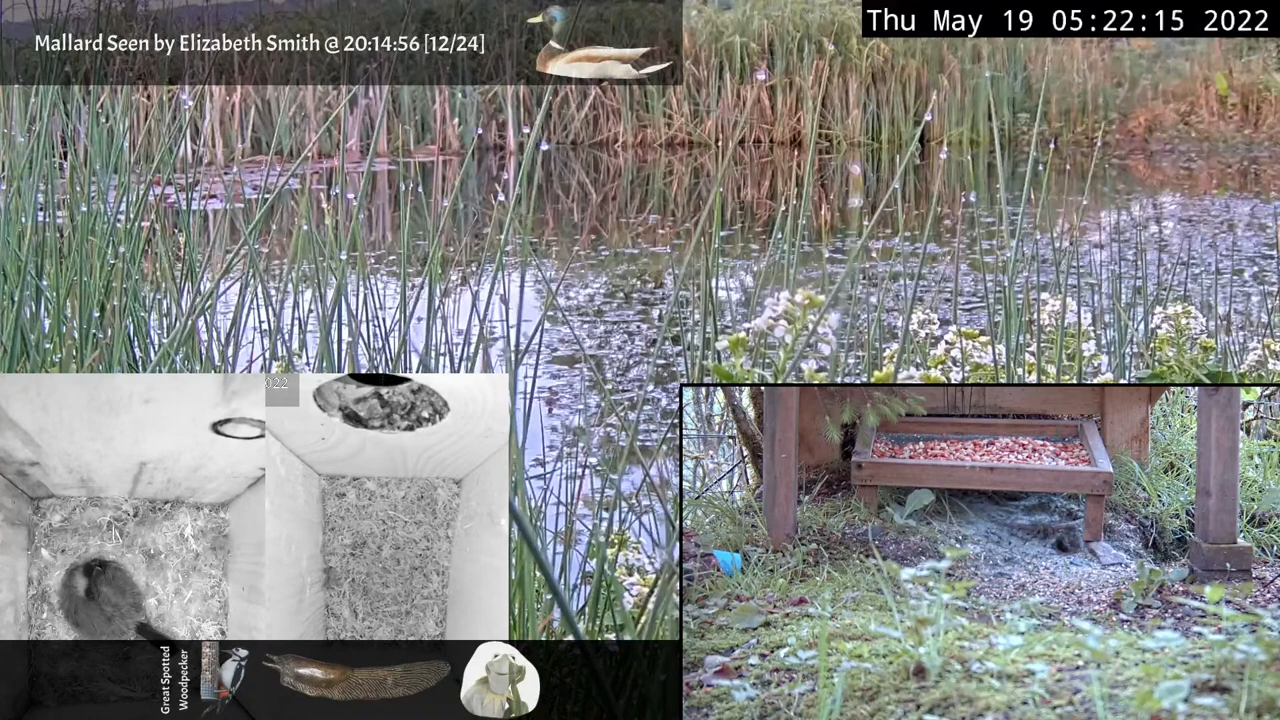 Mallard Seen by Elizabeth Smith @ 20:14:56 [12/24]
Thu May 19 05:22:15 2022
022
Great Spotted
Woodpecker